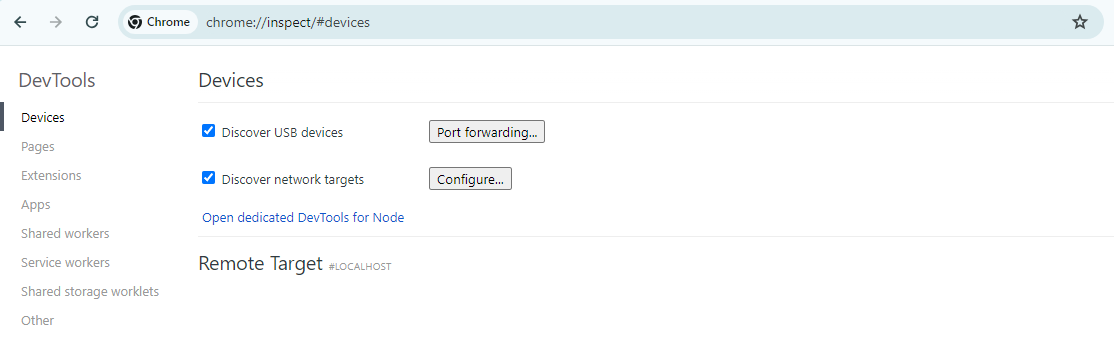 Chrome chrome://inspect/#devices
DevTools
Devices
Pages
Extensions
Apps
Shared workers
Service workers
Shared storage worklets
Other
Devices
Discover USB devices Port forwarding...
Discover network targets Configure...
Open dedicated DevTools for Node
Remote Target #LOCALHOST